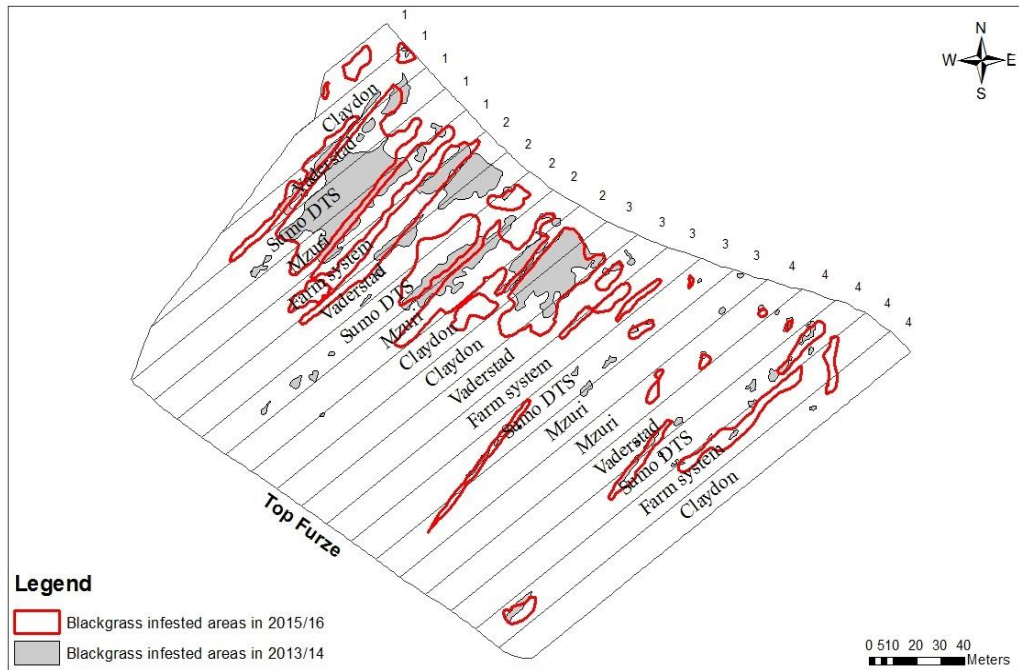 1
1
1
1
1
2
2
2
2
2
3
3
3
3
3
4
4
4
4
4
N
W
E
S
Claydon
Vaderstad
Sumo DTS
Mzuri
Farm system
Vaderstad
Sumo DTS
Mzuri
Claydon
Claydon
Vaderstad
Farm system
Sumo DTS
Mzuri
Mzuri
Vaderstad
Sumo DTS
Farm system
Claydon
Top Furze
Legend
Blackgrass infested areas in 2015/16
Blackgrass infested areas in 2013/14
0 510 20 30 40
Meters